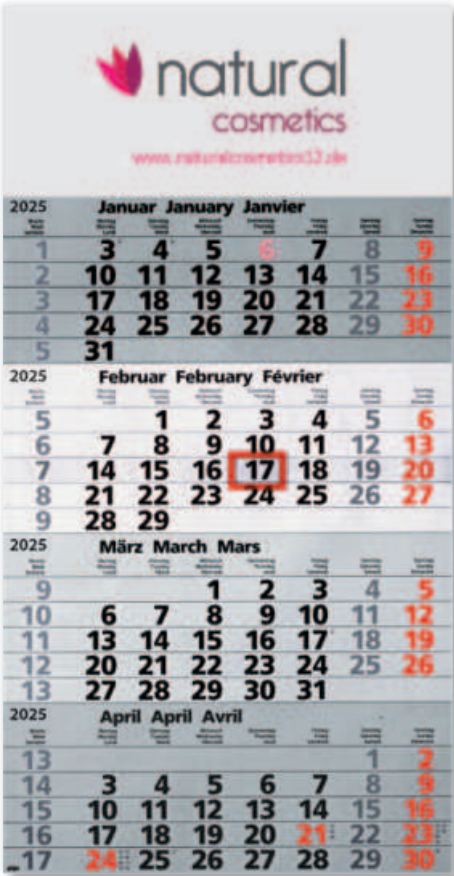 natural
cosmetics
www.naturalcosmetics12.de
2025 Januar January Janvier
1 3 4 5 6 7 8 9
2 10 11 12 13 14 15 16
3 17 18 19 20 21 22 23
4 24 25 26 27 28 29 30
5 31
2025 Februar February Février
5 1 2 3 4 5 6
6 7 8 9 10 11 12 13
7 14 15 16 17 18 19 20
8 21 22 23 24 25 26 27
9 28 29
2025 März March Mars
9 1 2 3 4 5
10 6 7 8 9 10 11 12
11 13 14 15 16 17 18 19
12 20 21 22 23 24 25 26
13 27 28 29 30 31
2025 April April Avril
13 1 2
14 3 4 5 6 7 8 9
15 10 11 12 13 14 15 16
16 17 18 19 20 21 22 23
17 24 25 26 27 28 29 30